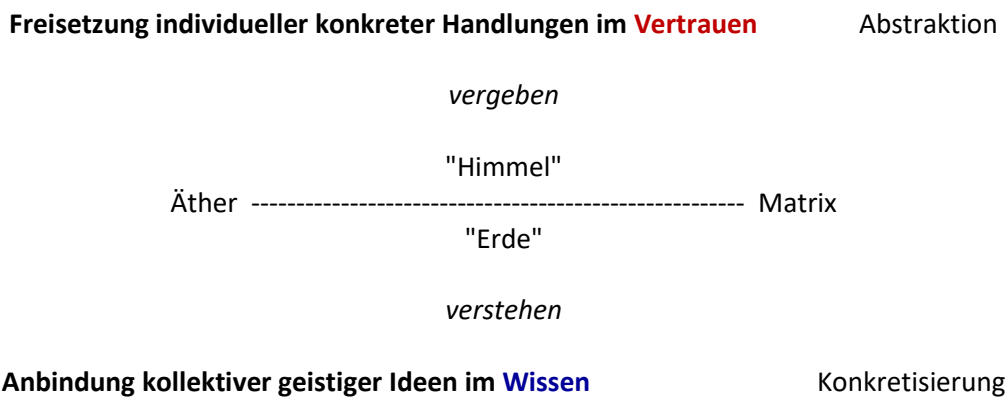 Freisetzung individueller konkreter Handlungen im Vertrauen Abstraktion
vergeben
"Himmel"
Äther ------------------------------------------------------- Matrix
"Erde"
verstehen
Anbindung kollektiver geistiger Ideen im Wissen Konkretisierung